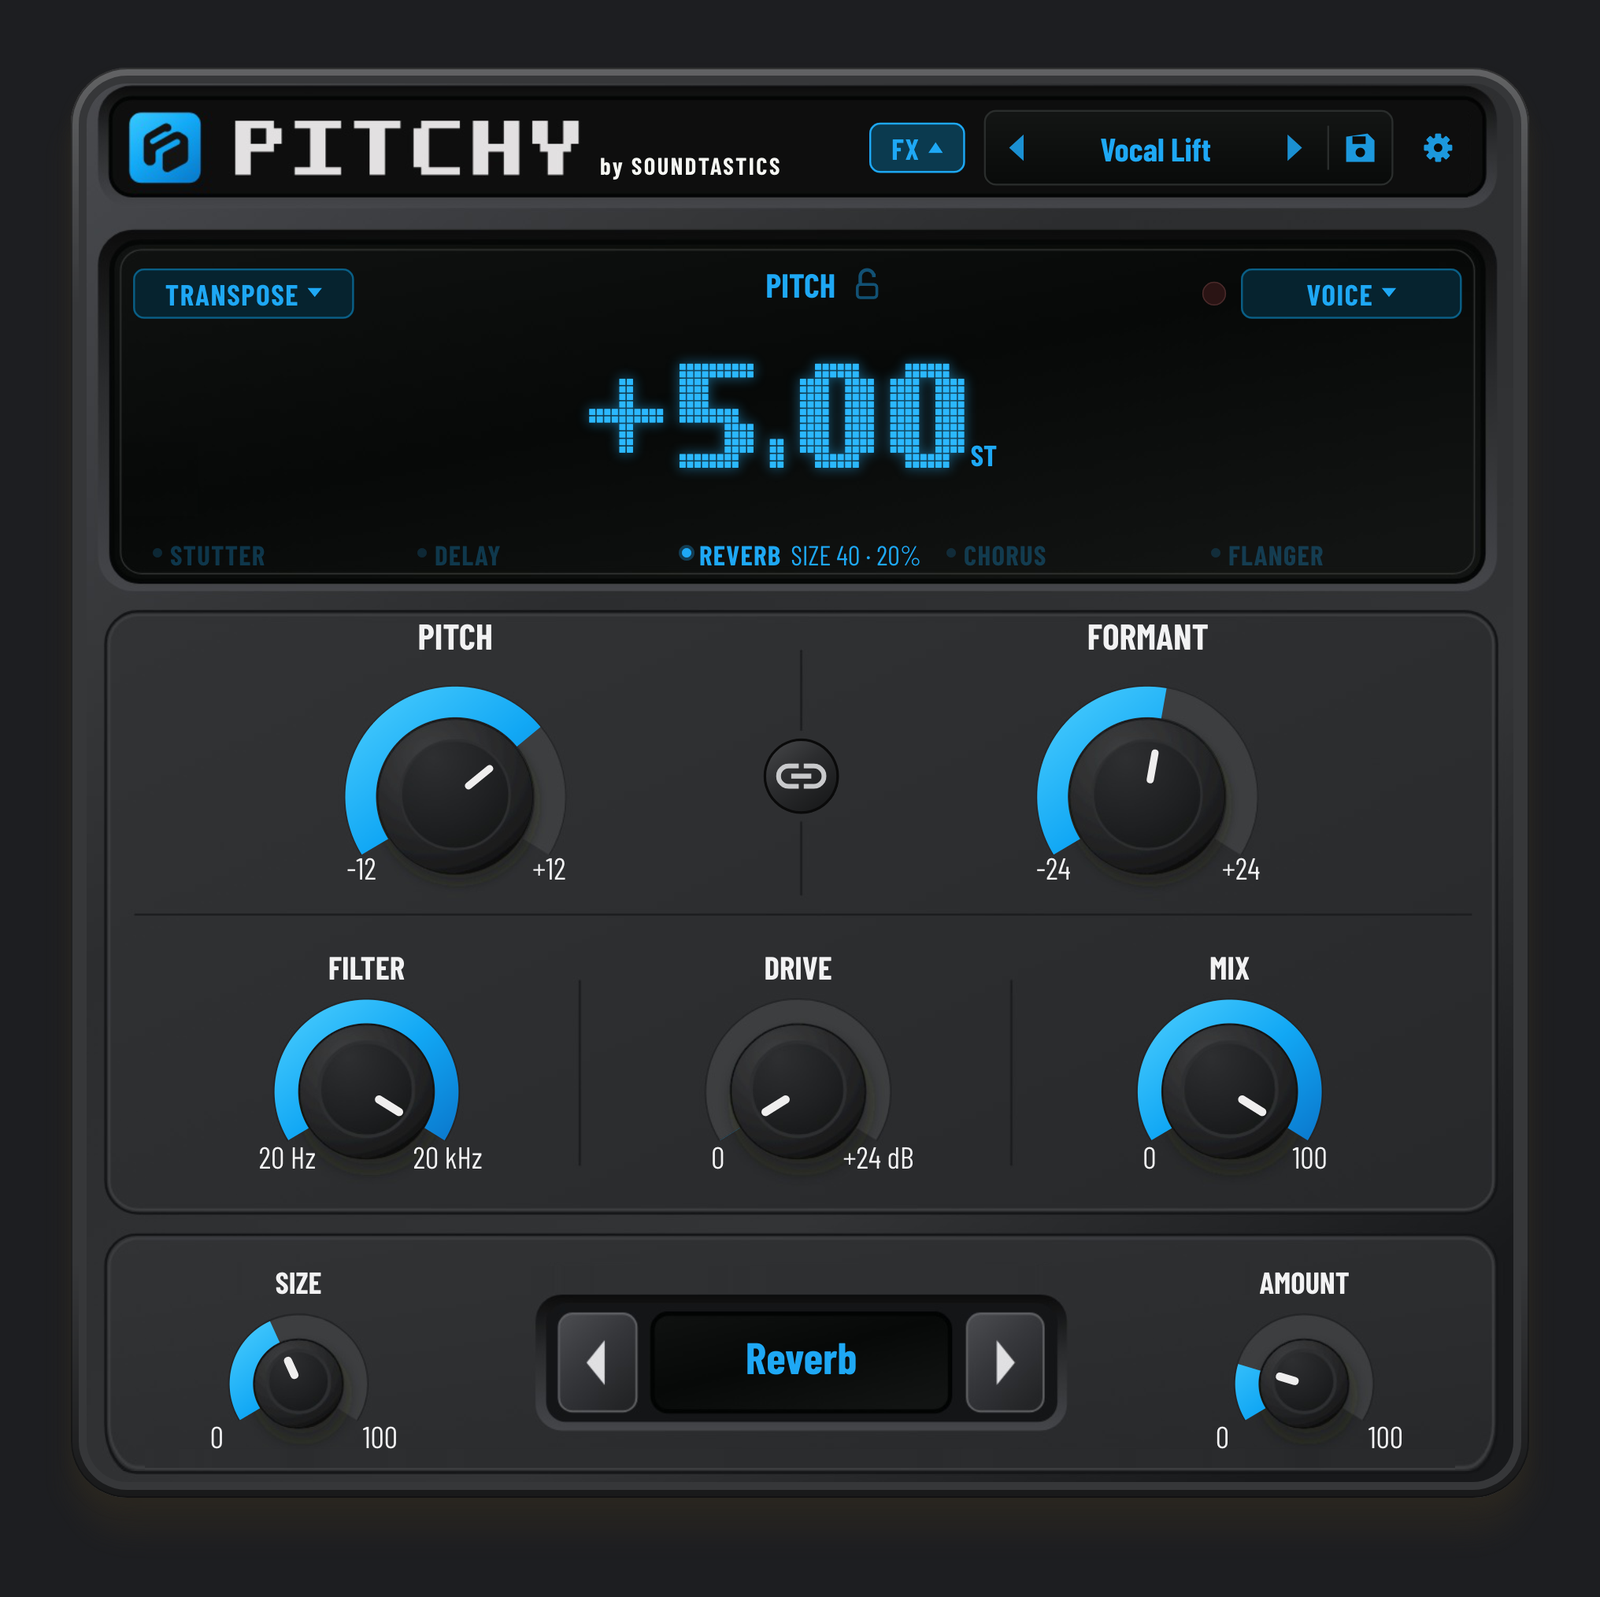 PITCHY by SOUNDTASTICS FX Vocal Lift
TRANSPOSE PITCH VOICE
+5.00 ST
STUTTER DELAY REVERB SIZE 40 · 20% CHORUS FLANGER
PITCH FORMANT
-12 +12 -24 +24
FILTER DRIVE MIX
20 Hz 20 kHz 0 +24 dB 0 100
SIZE AMOUNT
Reverb
0 100 0 100